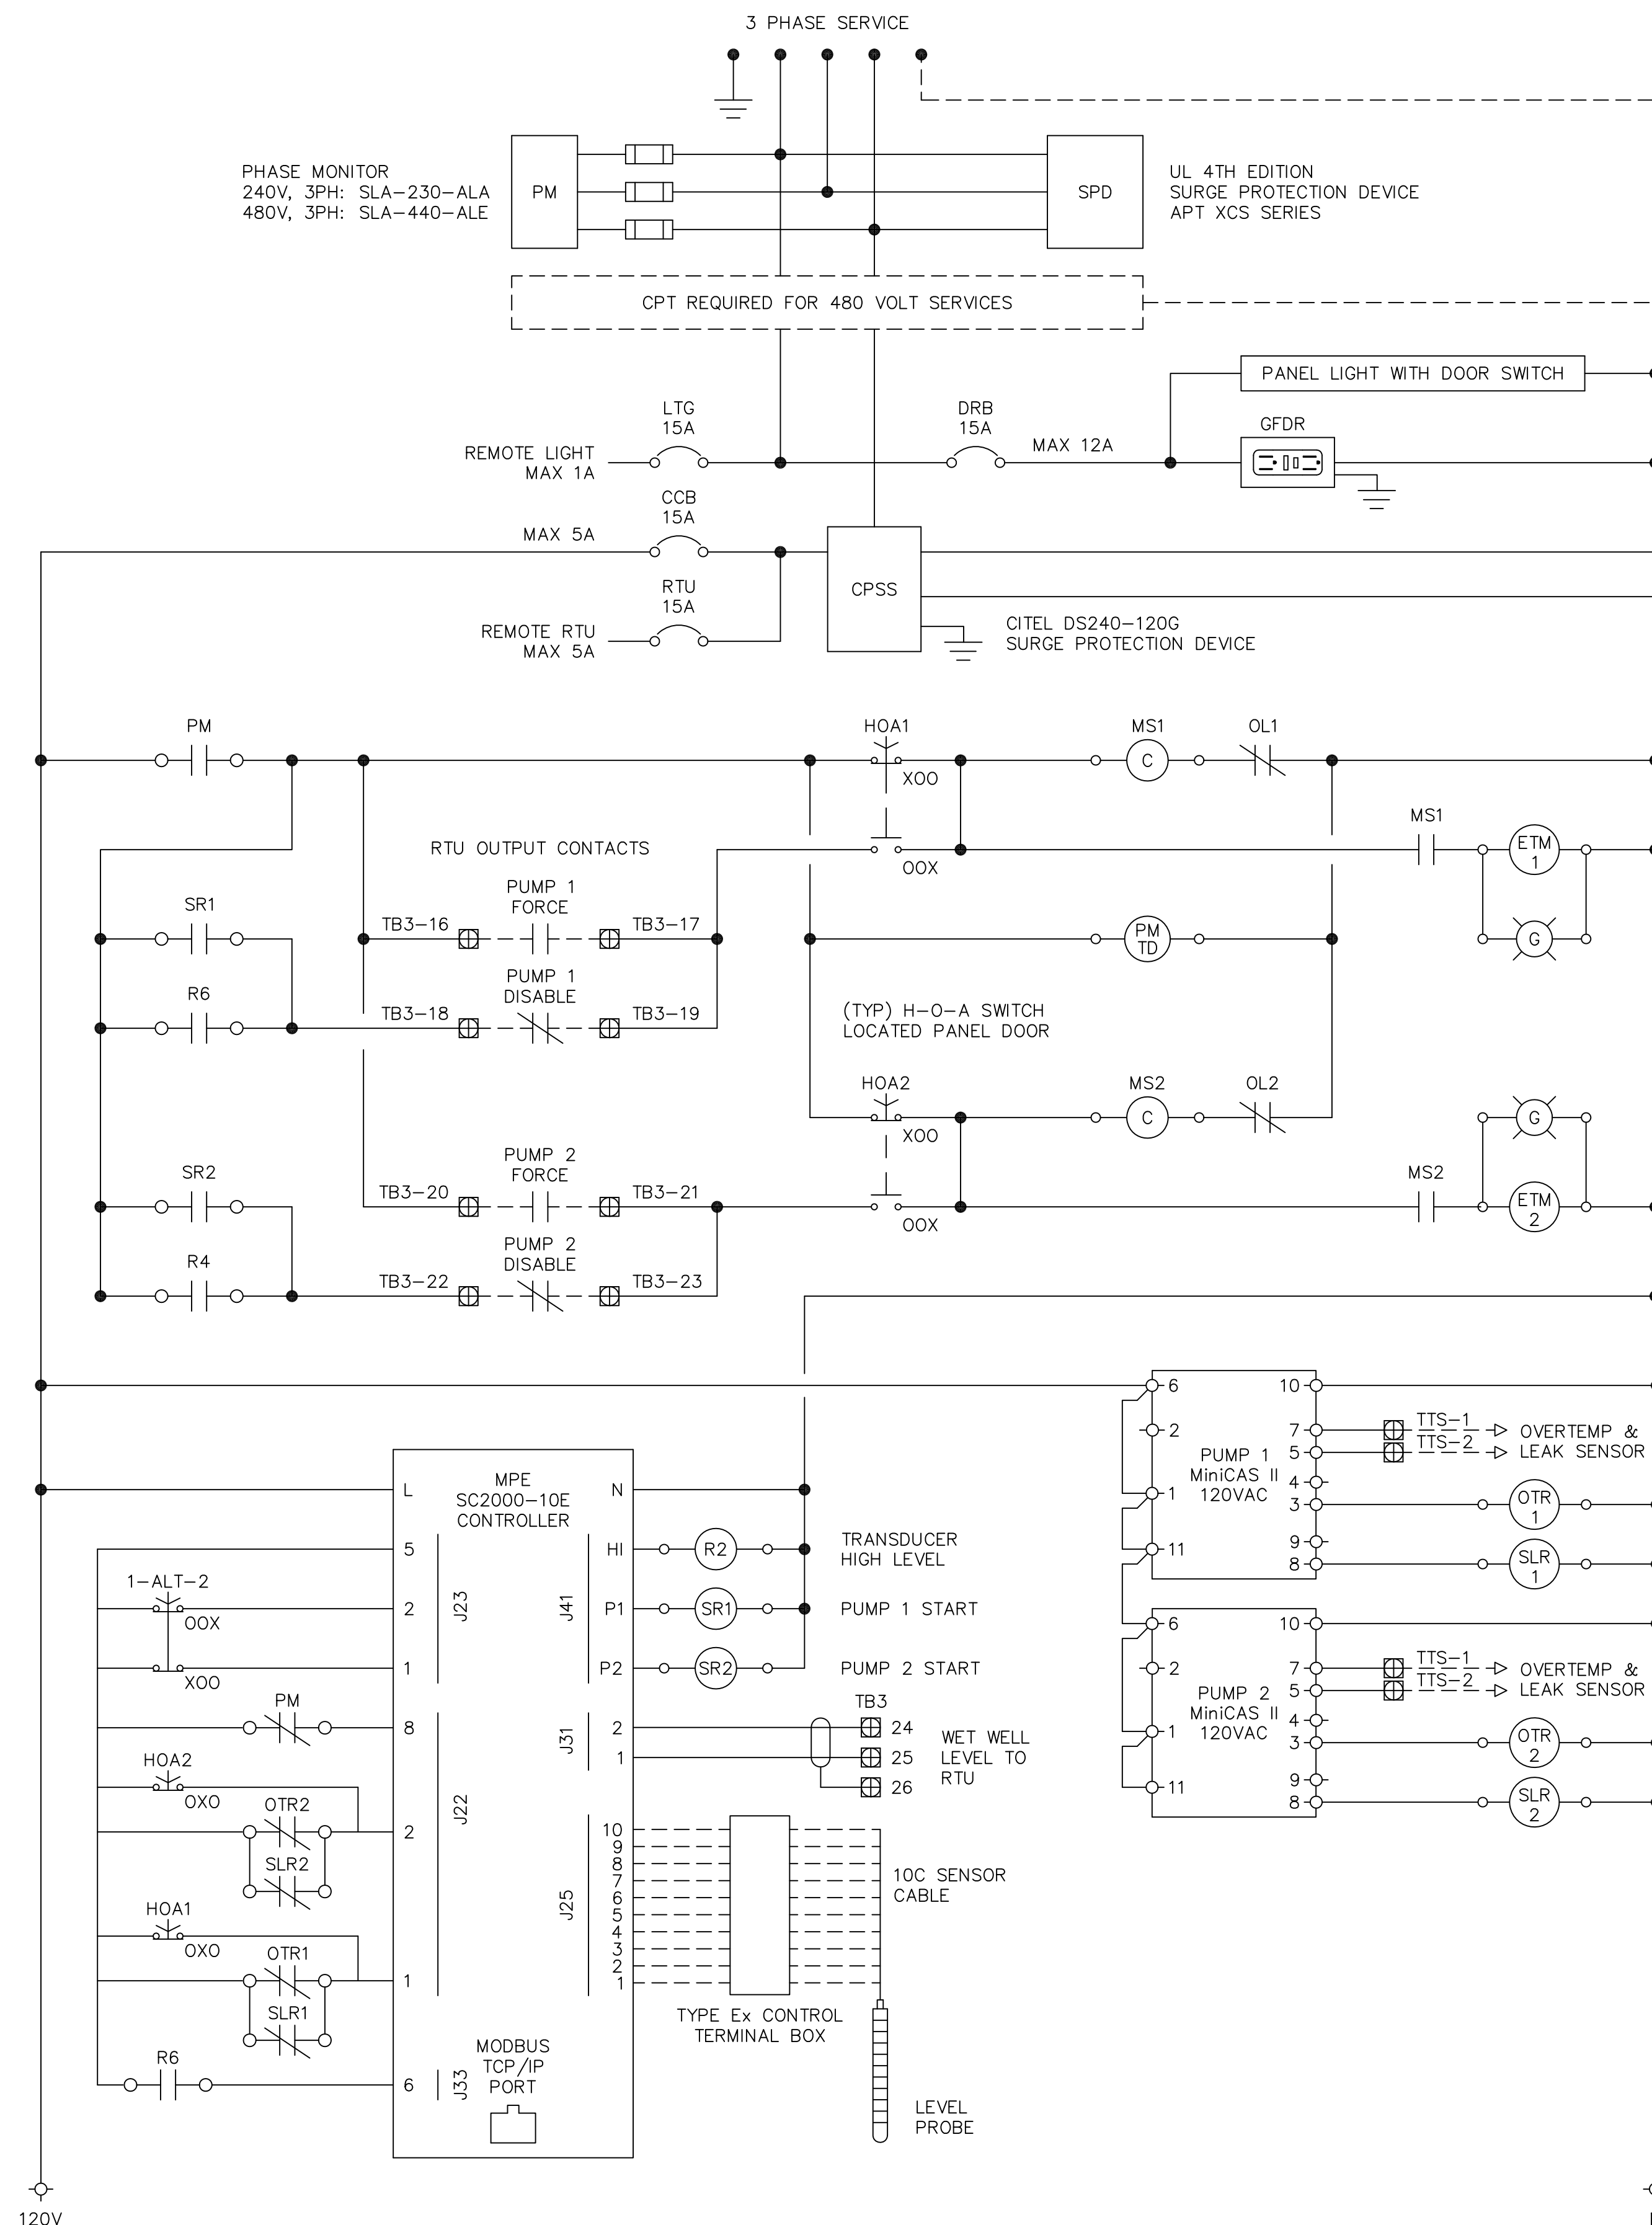 3 PHASE SERVICE
PHASE MONITOR
240V, 3PH: SLA-230-ALA
480V, 3PH: SLA-440-ALE
PM
SPD
UL 4TH EDITION
SURGE PROTECTION DEVICE
APT XCS SERIES
CPT REQUIRED FOR 480 VOLT SERVICES
PANEL LIGHT WITH DOOR SWITCH
LTG
15A
DRB
15A
MAX 12A
GFDR
REMOTE LIGHT
MAX 1A
CCB
15A
MAX 5A
CPSS
RTU
15A
REMOTE RTU
MAX 5A
CITEL DS240-120G
SURGE PROTECTION DEVICE
PM
HOA1
XOO
MS1
C
OL1
RTU OUTPUT CONTACTS
OOX
MS1
ETM
1
SR1
TB3-16
PUMP 1
FORCE
TB3-17
PM
TD
G
R6
TB3-18
PUMP 1
DISABLE
TB3-19
(TYP) H-O-A SWITCH
LOCATED PANEL DOOR
HOA2
XOO
MS2
C
OL2
G
SR2
TB3-20
PUMP 2
FORCE
TB3-21
OOX
MS2
ETM
2
R4
TB3-22
PUMP 2
DISABLE
TB3-23
6
2
1
11
PUMP 1
MiniCAS II
120VAC
10
7
5
4
3
9
8
TTS-1
TTS-2
OVERTEMP &
LEAK SENSOR
OTR
1
SLR
1
6
2
1
11
PUMP 2
MiniCAS II
120VAC
10
7
5
4
3
9
8
TTS-1
TTS-2
OVERTEMP &
LEAK SENSOR
OTR
2
SLR
2
MPE
SC2000-10E
CONTROLLER
L
N
5
HI
R2
TRANSDUCER
HIGH LEVEL
1-ALT-2
OOX
2
J23
J41
P1
SR1
PUMP 1 START
XOO
1
P2
SR2
PUMP 2 START
PM
8
J31
2
1
TB3
24
25
26
WET WELL
LEVEL TO
RTU
HOA2
OXO
OTR2
2
J22
SLR2
J25
10
9
8
7
6
5
4
3
2
1
10C SENSOR
CABLE
HOA1
OXO
OTR1
1
SLR1
TYPE Ex CONTROL
TERMINAL BOX
R6
6
J33
MODBUS
TCP/IP
PORT
LEVEL
PROBE
120V